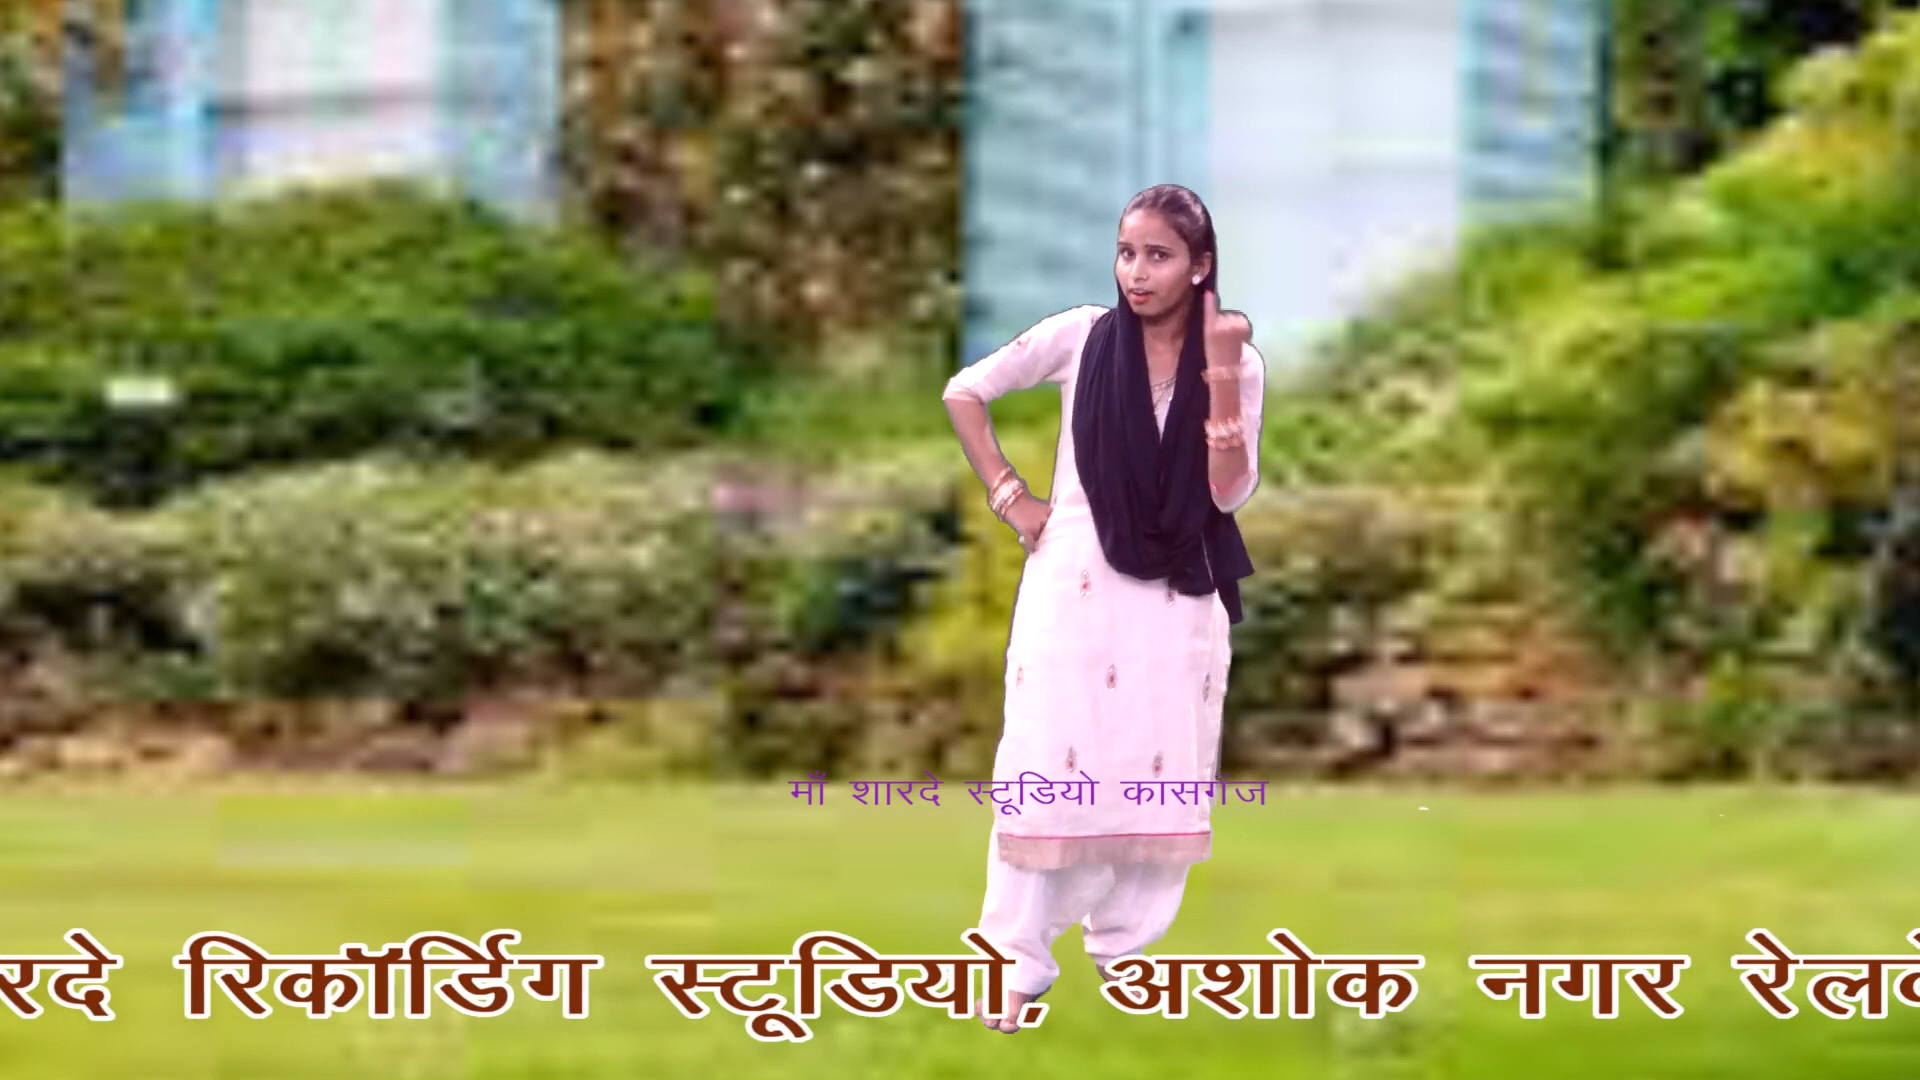 माँ शारदे स्टूडियो कासगंज
रदे रिकॉर्डिंग स्टूडियो, अशोक नगर रेलवे